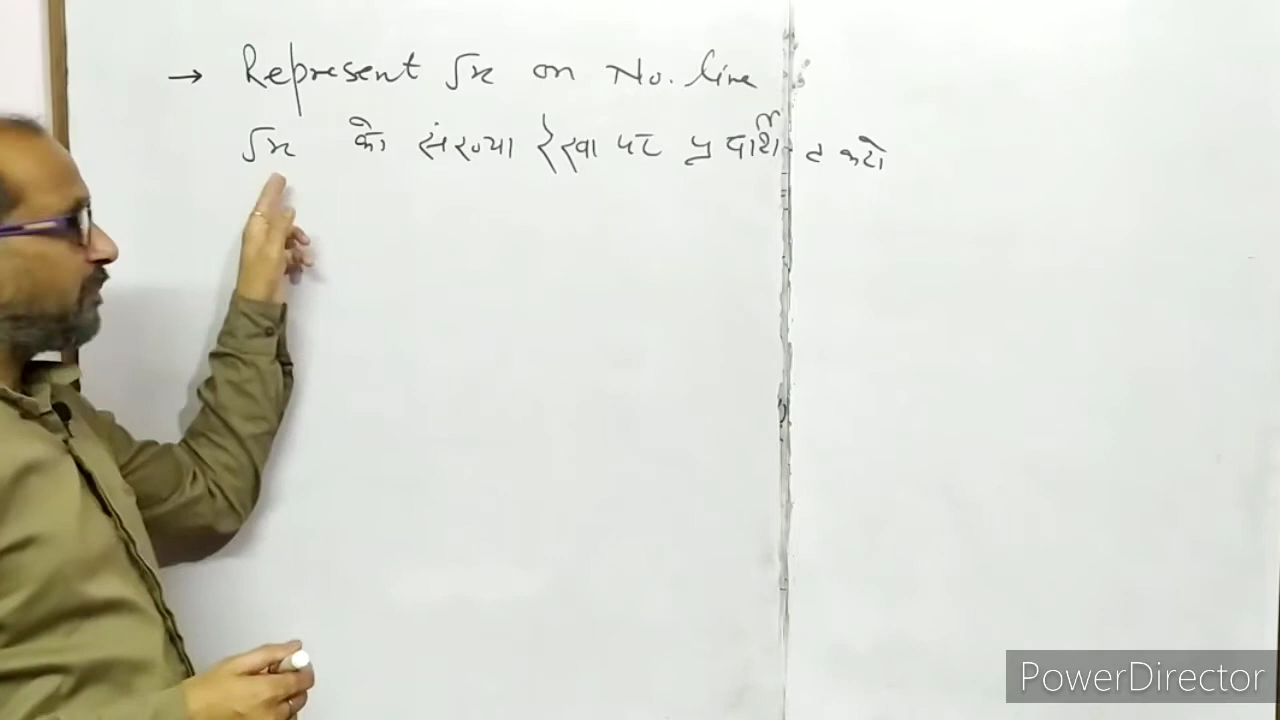 → Represent √x on No. line :
√x को संख्या रेखा पर प्रदर्शित करो
PowerDirector